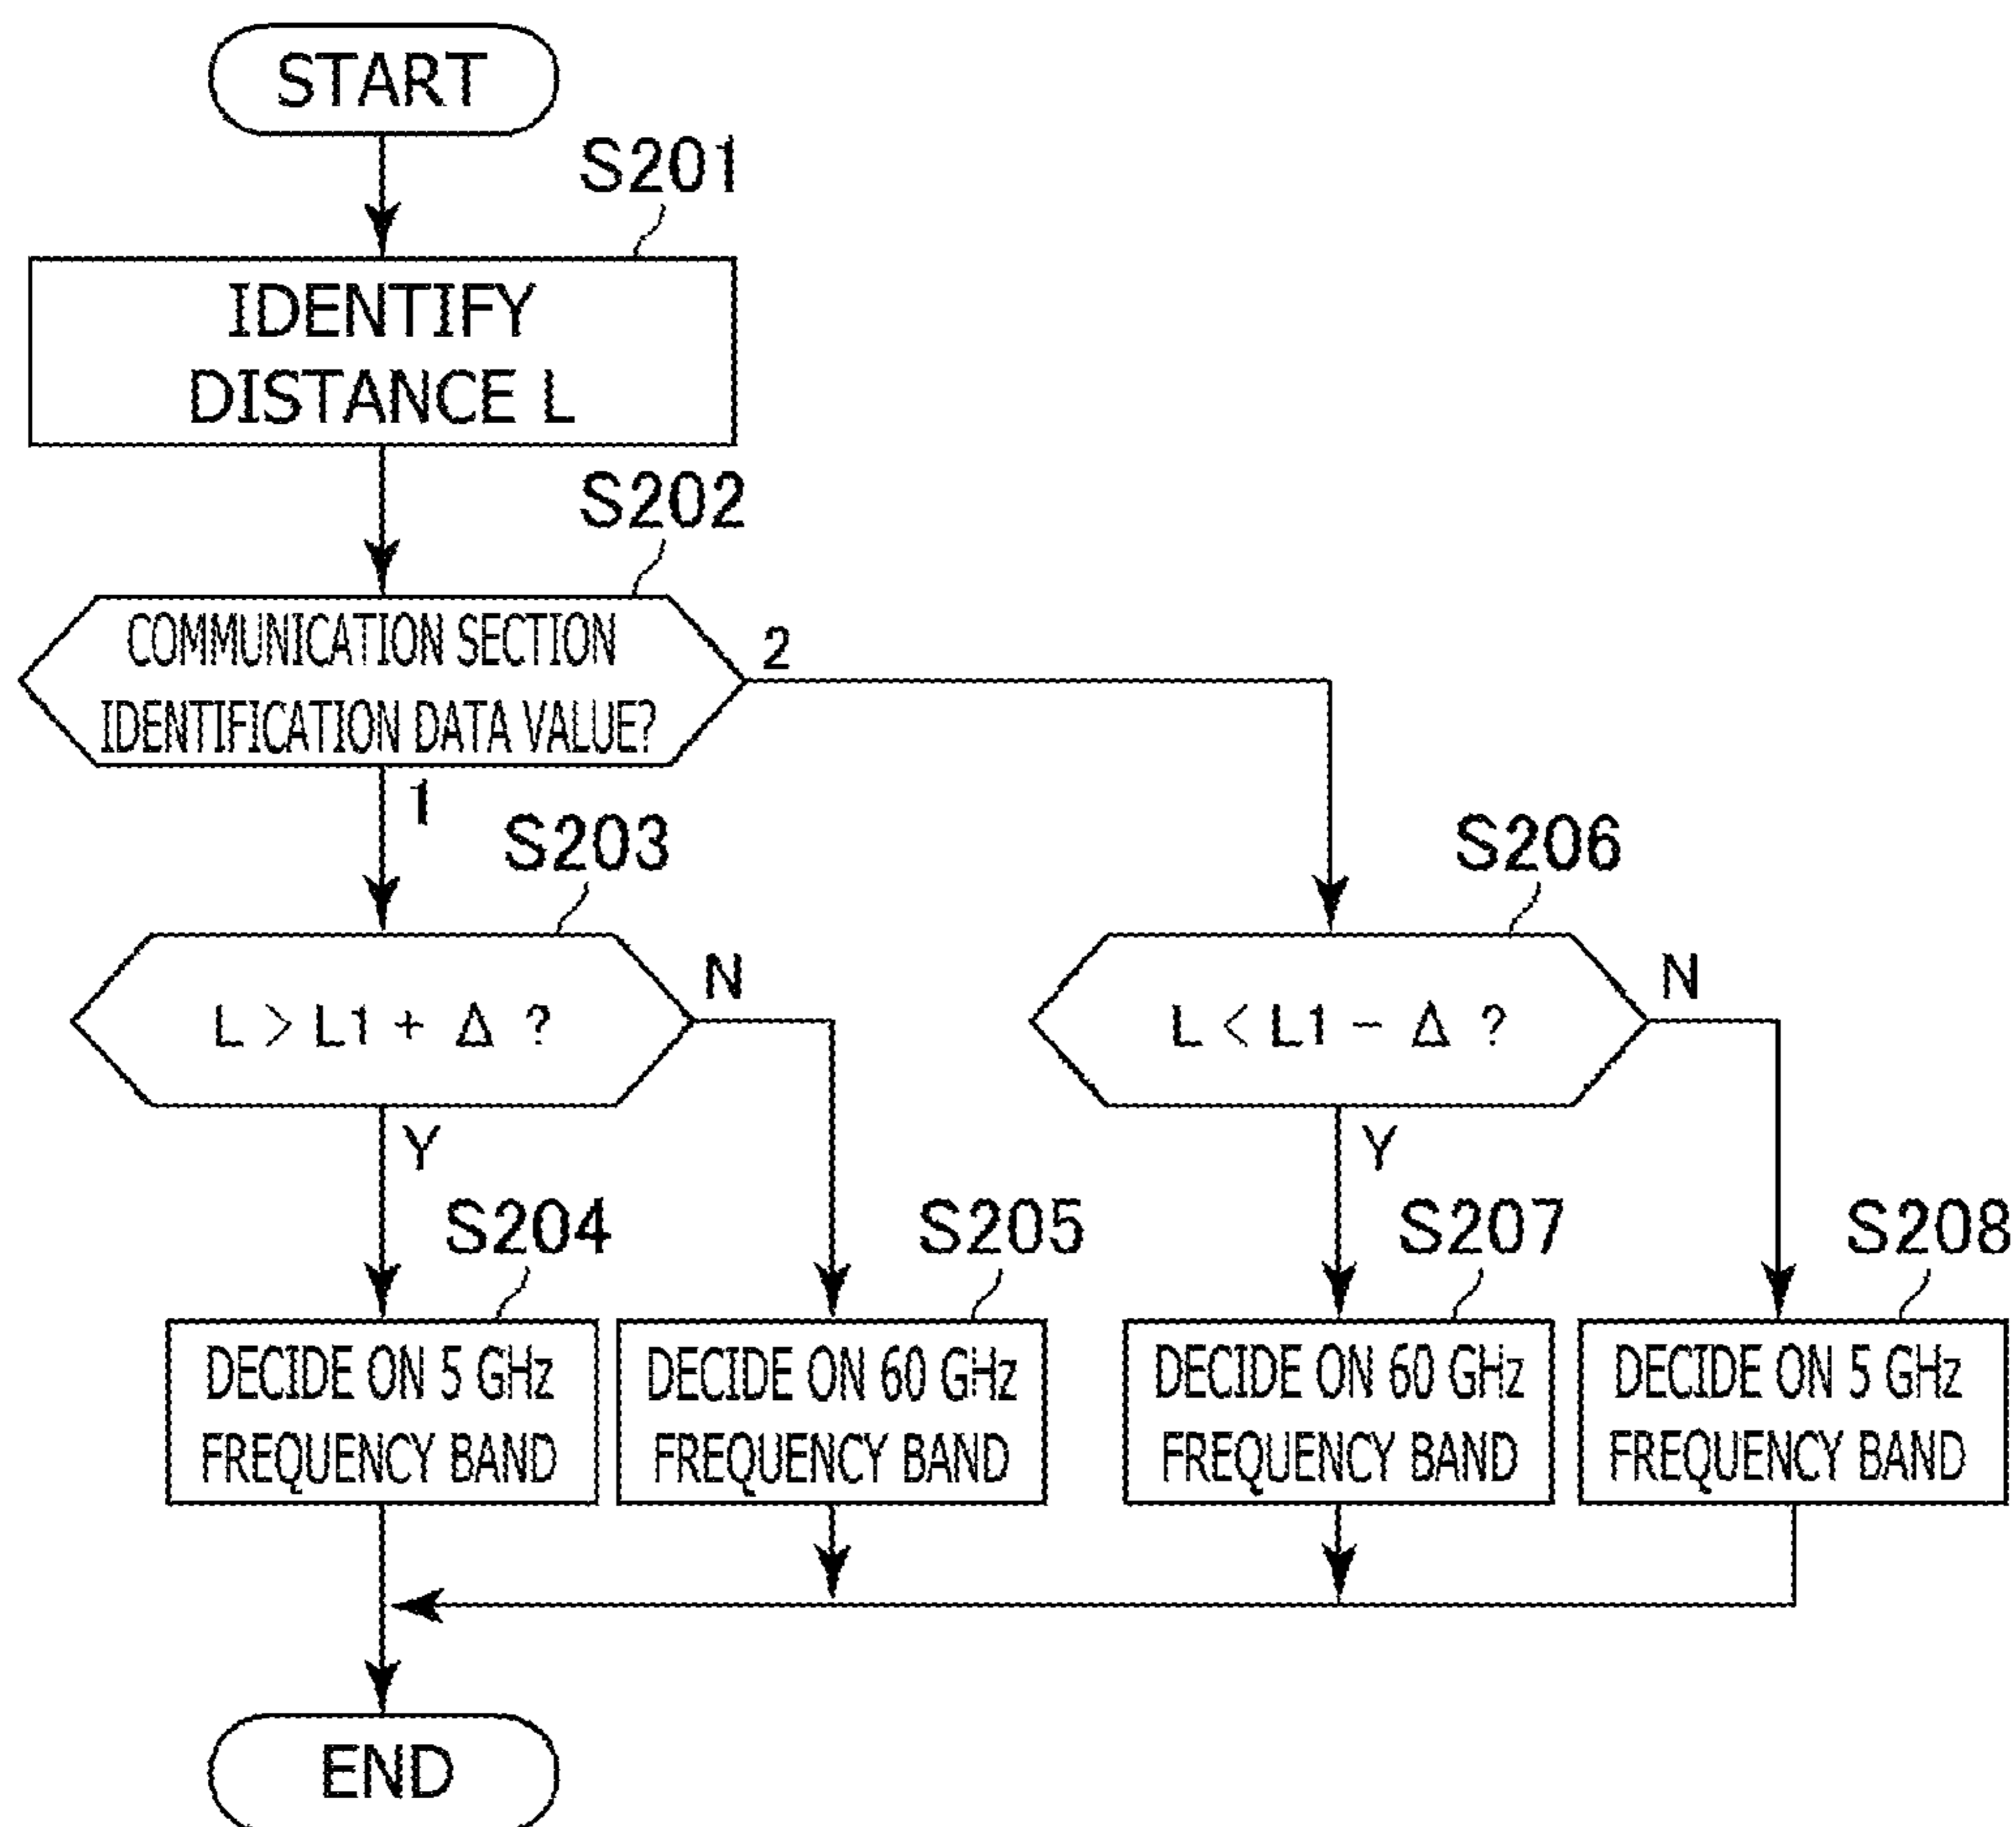 START
S201
IDENTIFY
DISTANCE L
S202
COMMUNICATION SECTION
IDENTIFICATION DATA VALUE?
2
1
S203
L > L1 + Δ ?
N
Y
S206
L < L1 − Δ ?
N
Y
S204
DECIDE ON 5 GHz
FREQUENCY BAND
S205
DECIDE ON 60 GHz
FREQUENCY BAND
S207
DECIDE ON 60 GHz
FREQUENCY BAND
S208
DECIDE ON 5 GHz
FREQUENCY BAND
END